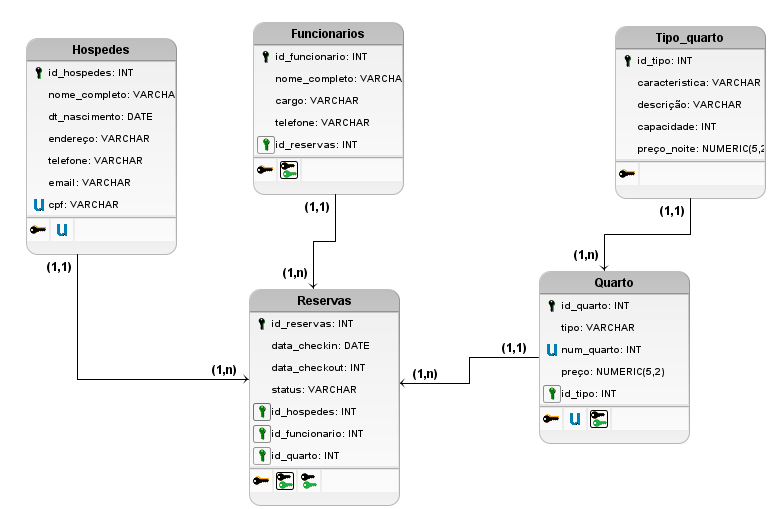 Hospedes
id_hospedes: INT
nome_completo: VARCHA
dt_nascimento: DATE
endereço: VARCHAR
telefone: VARCHAR
email: VARCHAR
u cpf: VARCHAR
u
(1,1)
(1,n)
Funcionarios
id_funcionario: INT
nome_completo: VARCHA
cargo: VARCHAR
telefone: VARCHAR
id_reservas: INT
(1,1)
(1,n)
Tipo_quarto
id_tipo: INT
caracteristica: VARCHAR
descrição: VARCHAR
capacidade: INT
preço_noite: NUMERIC(5,2
(1,1)
(1,n)
Reservas
id_reservas: INT
data_checkin: DATE
data_checkout: INT
status: VARCHAR
id_hospedes: INT
id_funcionario: INT
id_quarto: INT
(1,n)
(1,1)
Quarto
id_quarto: INT
tipo: VARCHAR
u num_quarto: INT
preço: NUMERIC(5,2)
id_tipo: INT
u